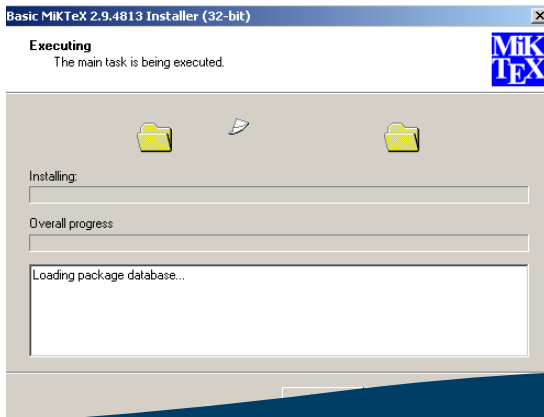 Basic MiKTeX 2.9.4813 Installer (32-bit)
Executing
The main task is being executed.
MiK
TEX
Installing:
Overall progress
Loading package database...